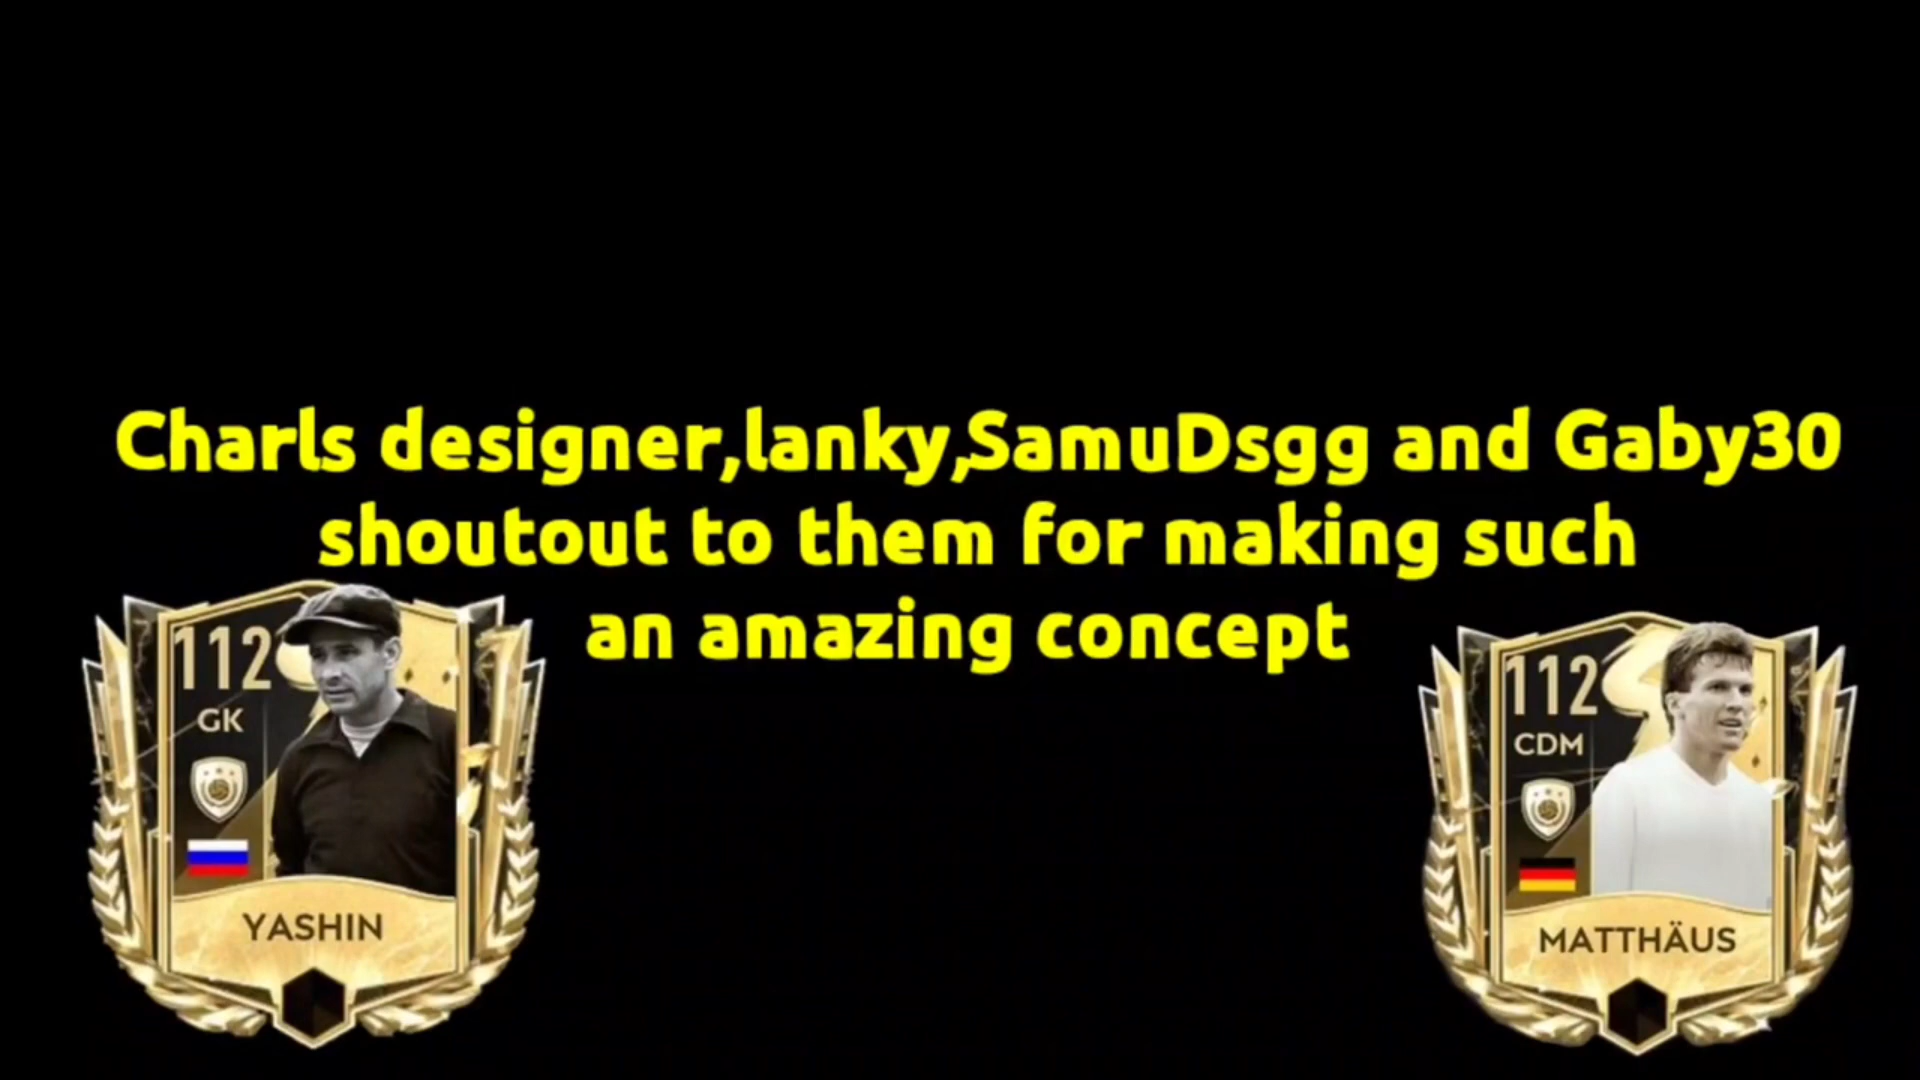 Charls designer,lanky,SamuDsgg and Gaby30
shoutout to them for making such
an amazing concept
112
GK
YASHIN
112
CDM
MATTHÄUS